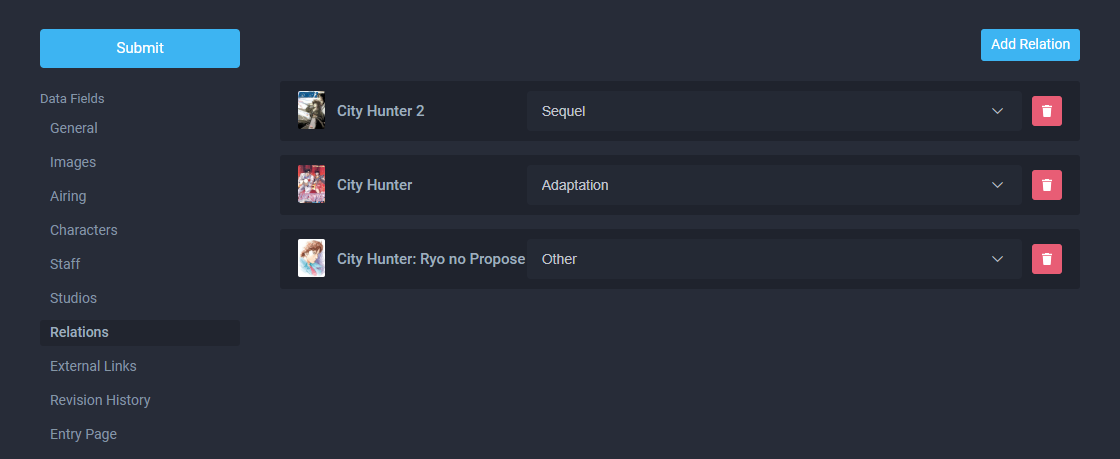 Submit
Add Relation
Data Fields
General
Images
Airing
Characters
Staff
Studios
Relations
External Links
Revision History
Entry Page
City Hunter 2
Sequel
City Hunter
Adaptation
City Hunter: Ryo no Propose
Other